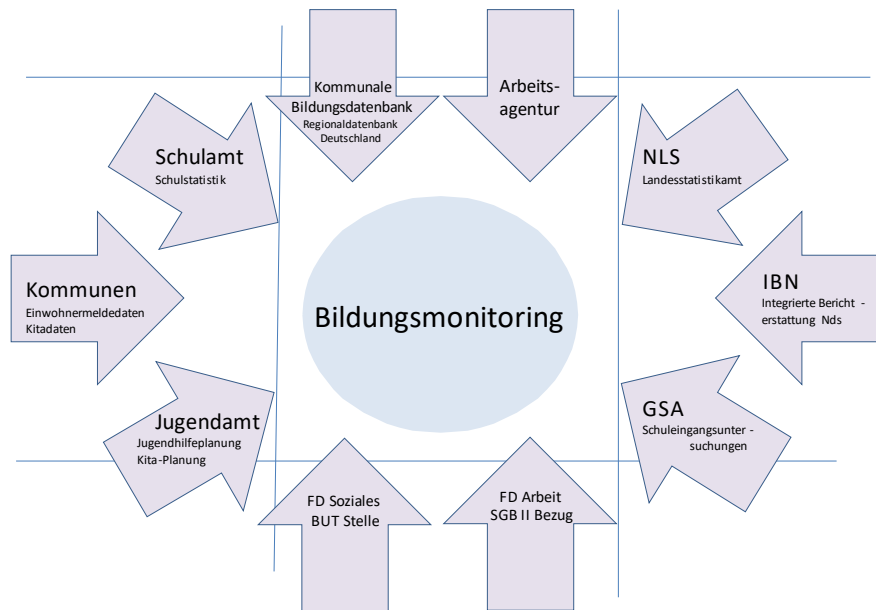 Kommunale
Bildungsdatenbank
Regionaldatenbank
Deutschland
Arbeits-
agentur
Schulamt
Schulstatistik
NLS
Landesstatistikamt
Kommunen
Einwohnermeldedaten
Kitadaten
Bildungsmonitoring
IBN
Integrierte Bericht -
erstattung Nds
Jugendamt
Jugendhilfeplanung
Kita-Planung
GSA
Schuleingangsunter -
suchungen
FD Soziales
BUT Stelle
FD Arbeit
SGB II Bezug